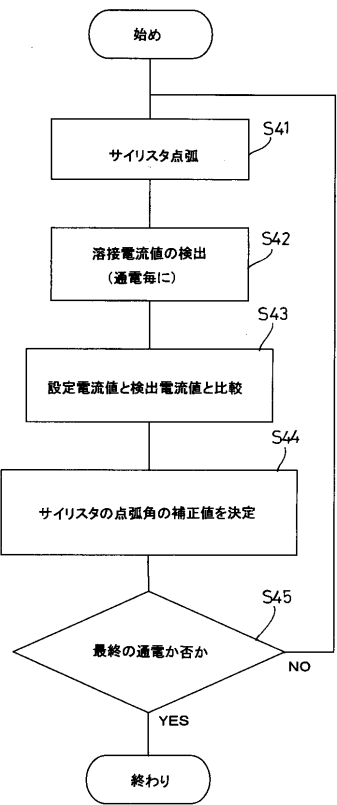 始め
S41
サイリスタ点弧
S42
溶接電流値の検出
(通電毎に)
S43
設定電流値と検出電流値と比較
S44
サイリスタの点弧角の補正値を決定
S45
最終の通電か否か
NO
YES
終わり